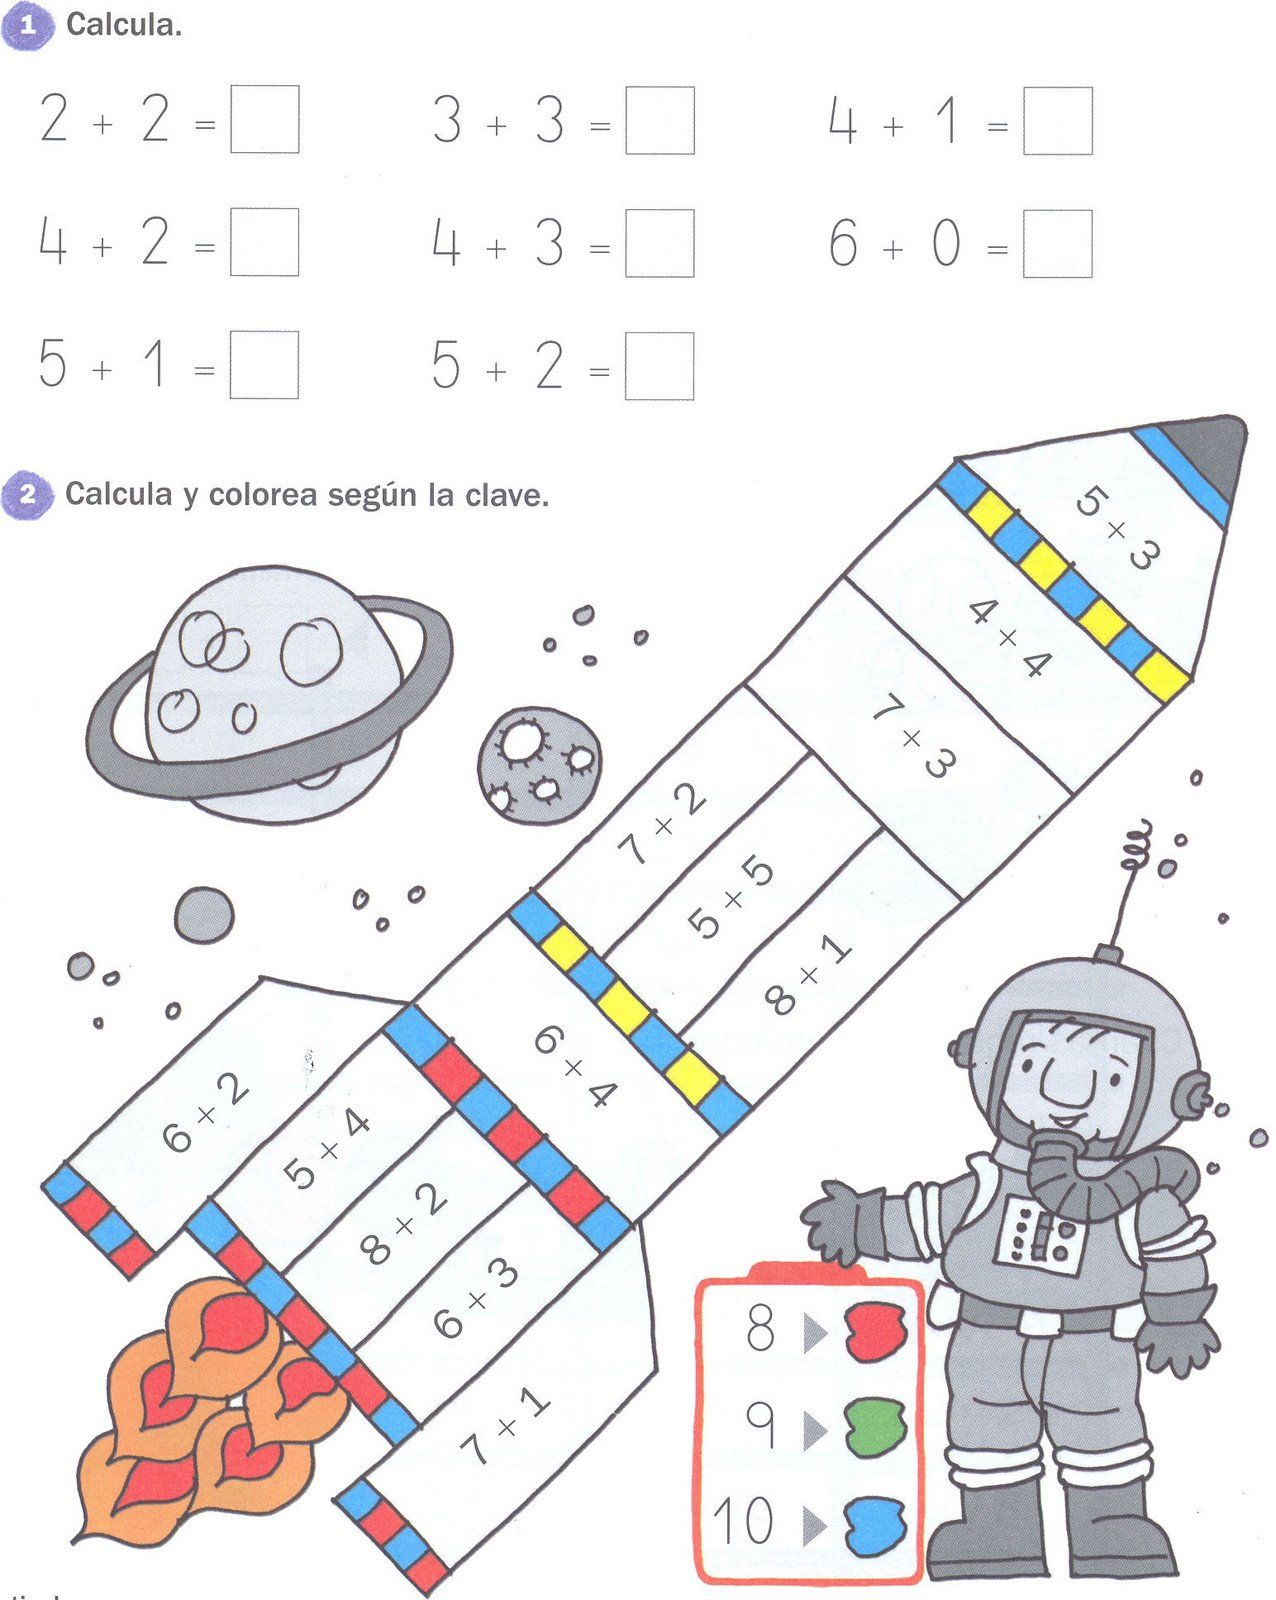 1 Calcula.
2 + 2 = 3 + 3 = 4 + 1 =
4 + 2 = 4 + 3 = 6 + 0 =
5 + 1 = 5 + 2 =
2 Calcula y colorea según la clave.
5 + 3
4 + 4
7 + 3
7 + 2
5 + 5
8 + 1
6 + 4
6 + 2
5 + 4
8 + 2
6 + 3
7 + 1
8
9
10